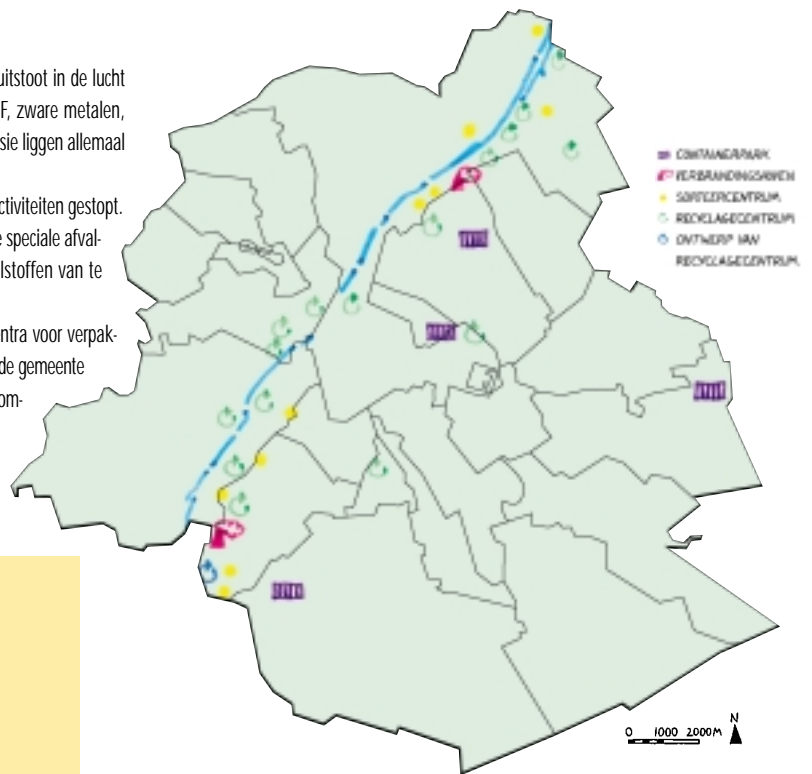 uitstoot in de lucht
F, zware metalen,
sie liggen allemaal
ctiviteiten gestopt.
e speciale afval-
lstoffen van te
entra voor verpak-
de gemeente
om-
CONTAINERPARK
VERBRANDINGSOVEN
SORTEERCENTRUM
RECYCLAGECENTRUM
ONTWERP VAN
RECYCLAGECENTRUM
0 1000 2000M
N